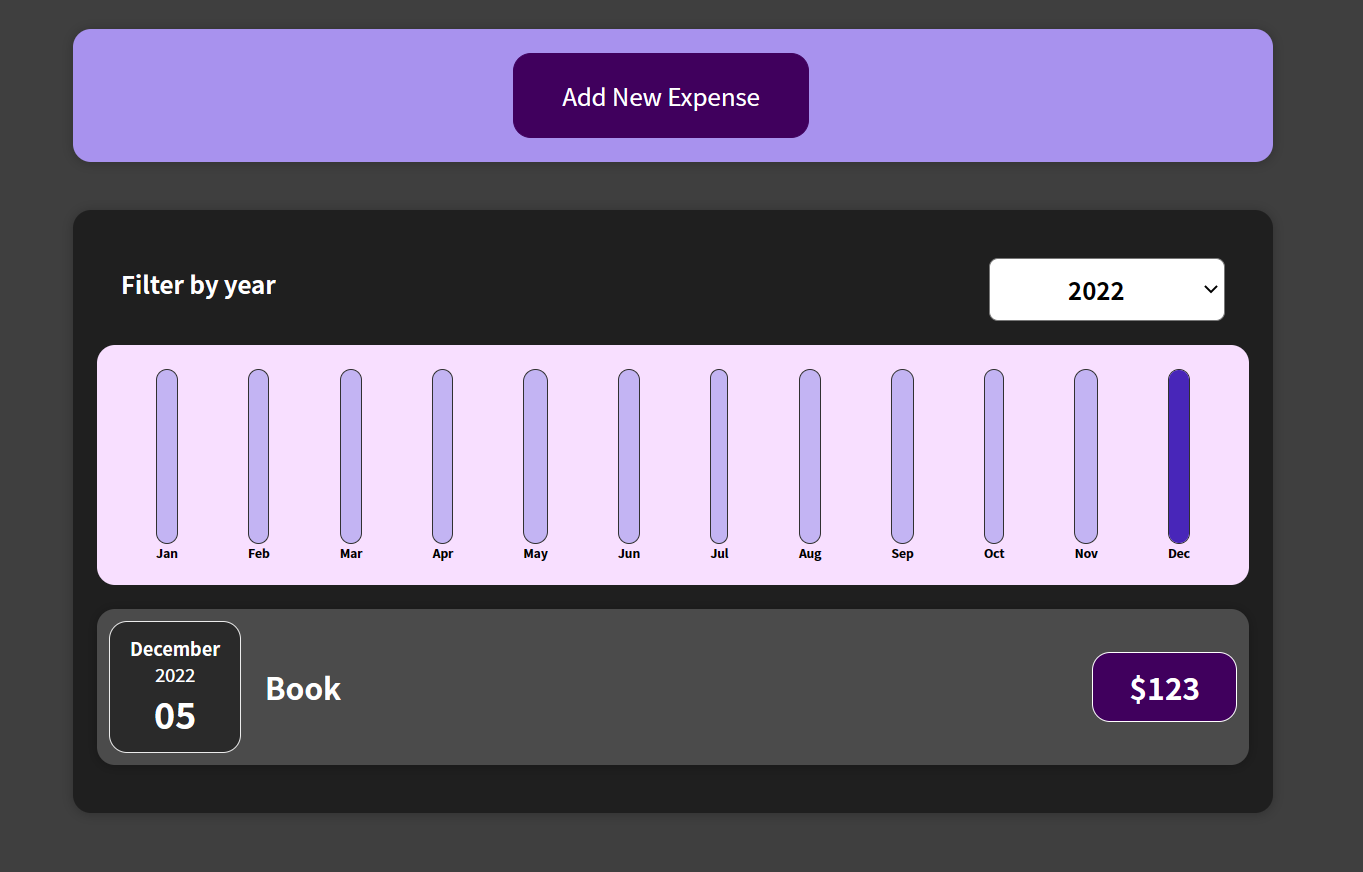 Add New Expense
Filter by year
2022
Jan Feb Mar Apr May Jun Jul Aug Sep Oct Nov Dec
December
2022
05
Book
$123